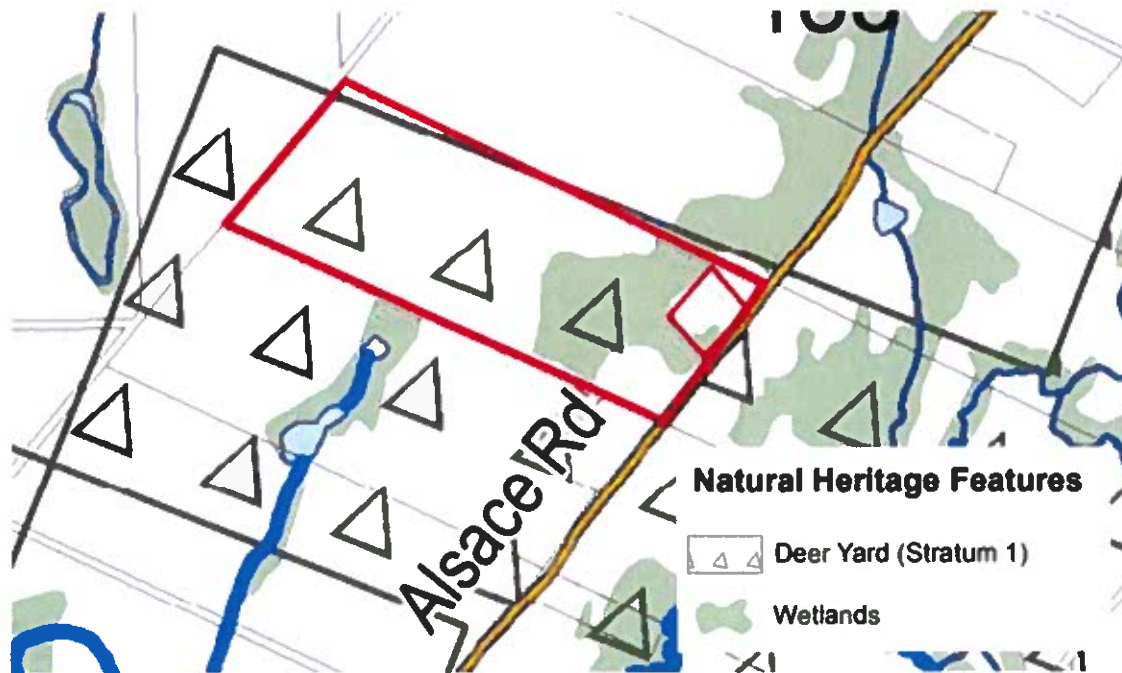 Alsace Rd
Natural Heritage Features
Deer Yard (Stratum 1)
Wetlands